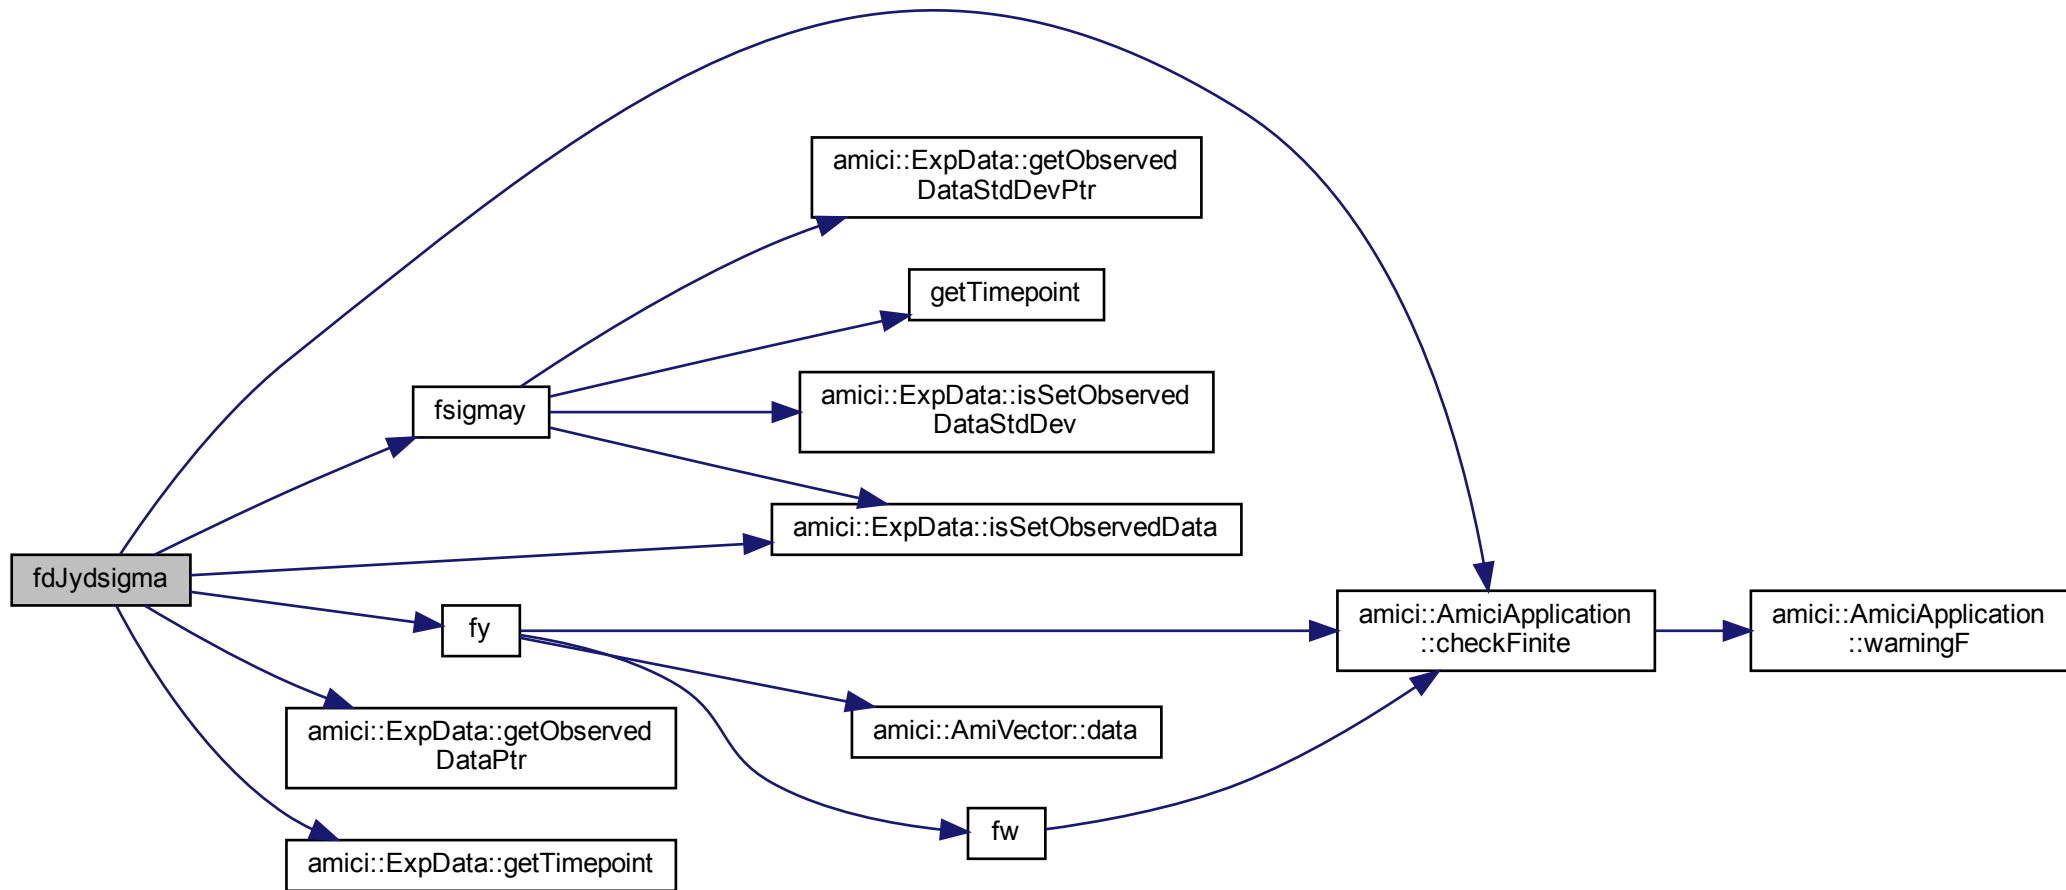 amici::ExpData::getObserved
DataStdDevPtr
getTimepoint
amici::ExpData::isSetObserved
DataStdDev
fsigmay
amici::ExpData::isSetObservedData
fdJydsigma
fy
amici::AmiciApplication
::checkFinite
amici::AmiciApplication
::warningF
amici::ExpData::getObserved
DataPtr
amici::AmiVector::data
fw
amici::ExpData::getTimepoint